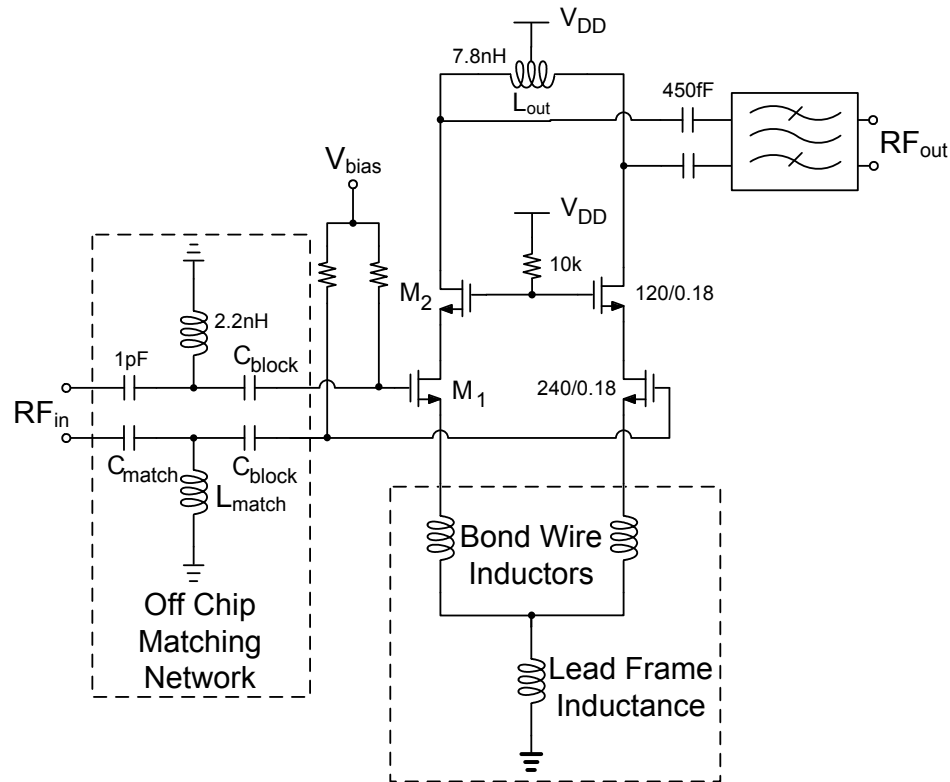 V_DD
7.8nH
L_out
450fF
RF_out
V_bias
V_DD
10k
M_2
120/0.18
2.2nH
C_block
1pF
RF_in
M_1
240/0.18
C_match
C_block
L_match
Bond Wire
Inductors
Off Chip
Matching
Network
Lead Frame
Inductance